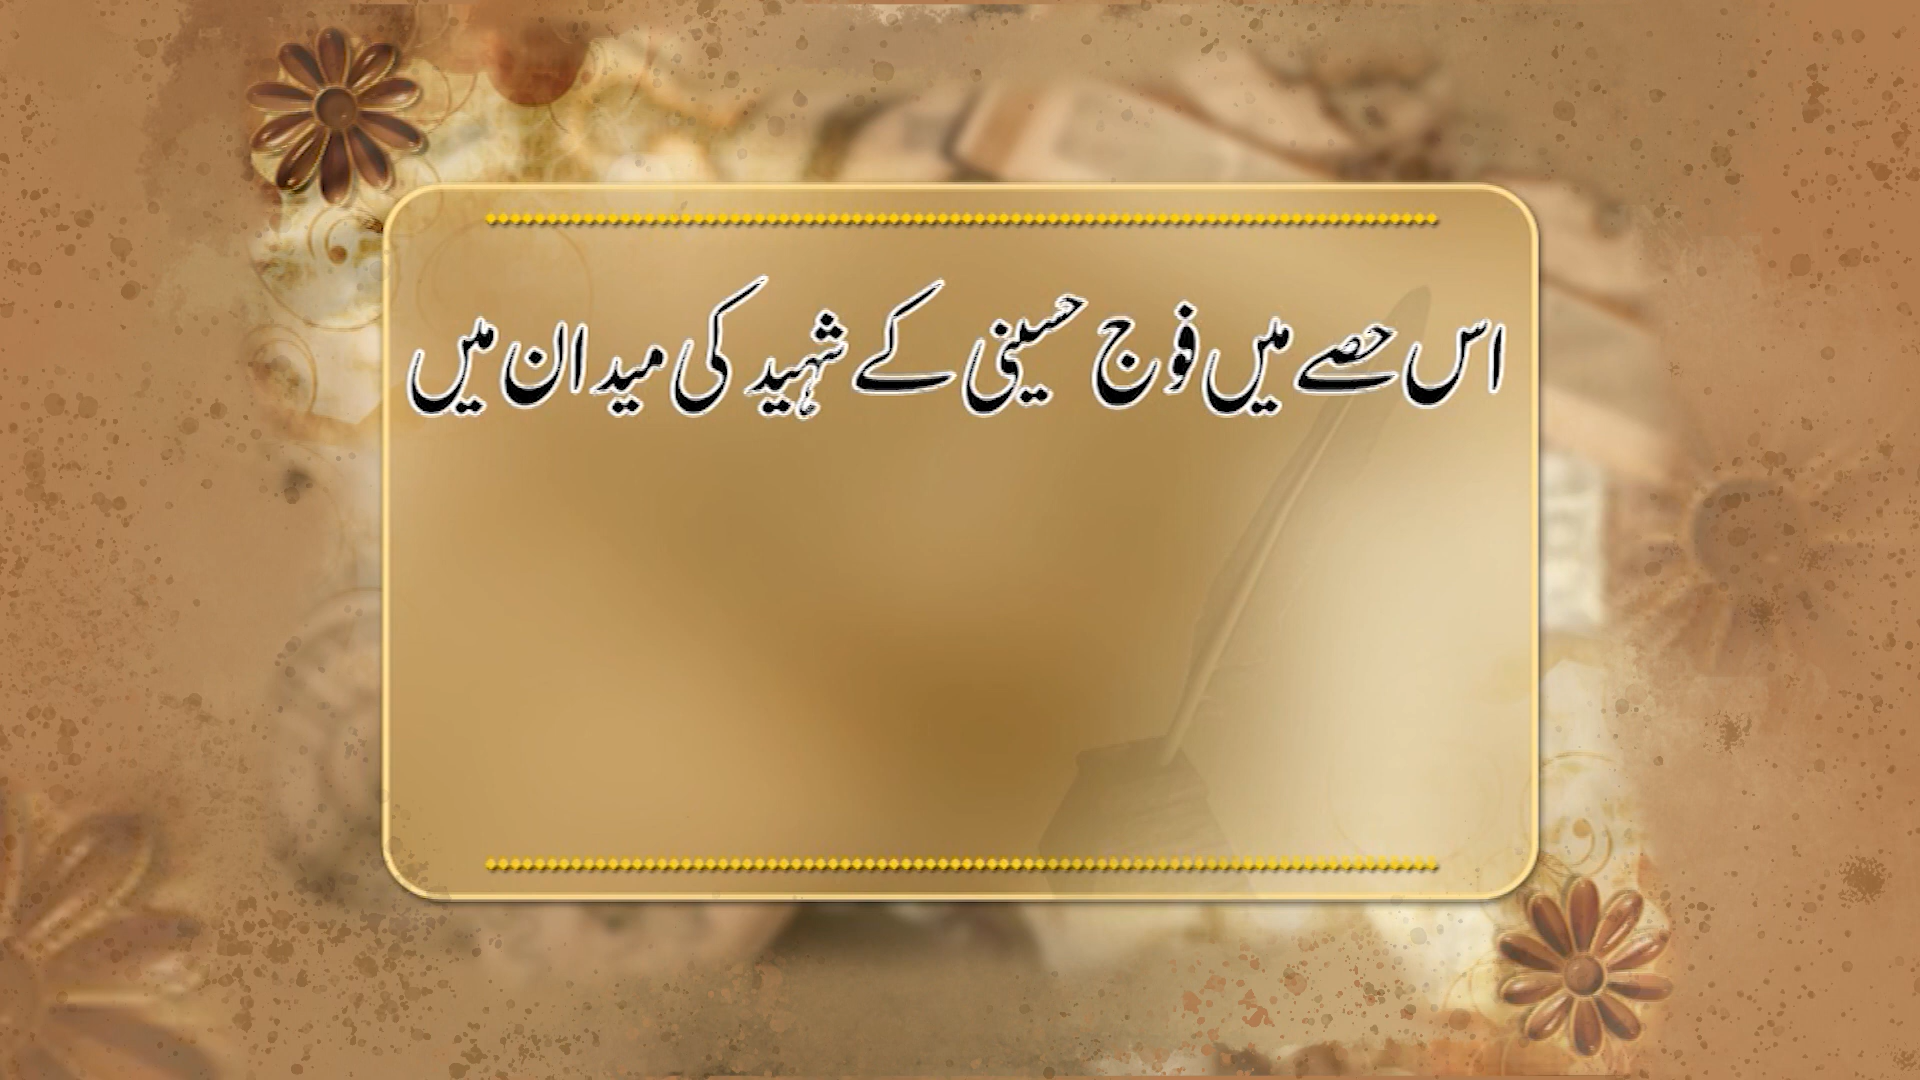 اس حصے میں فوج حسینی کے شہید کی میدان میں